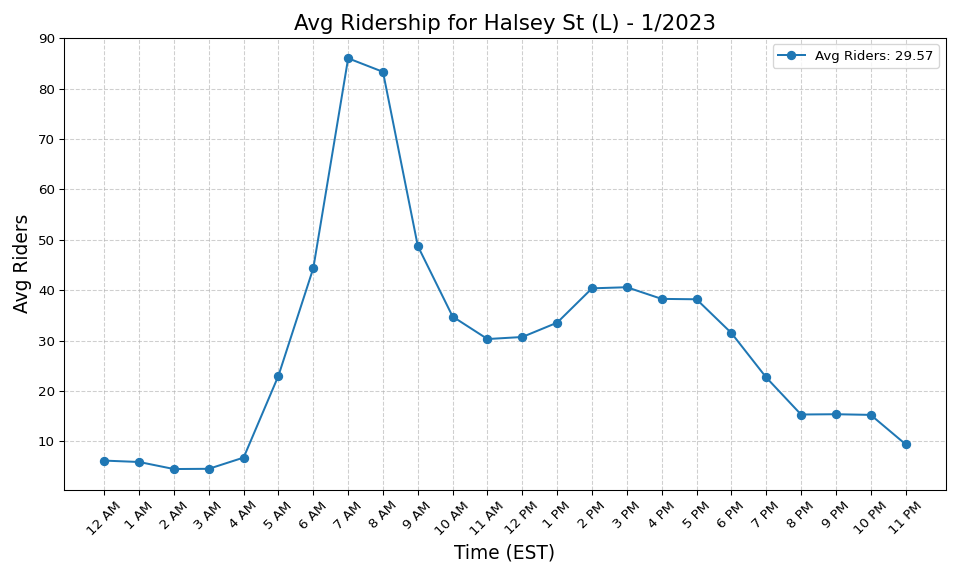 Avg Ridership for Halsey St (L) - 1/2023
Avg Riders: 29.57
Avg Riders
90
80
70
60
50
40
30
20
10
12 AM
1 AM
2 AM
3 AM
4 AM
5 AM
6 AM
7 AM
8 AM
9 AM
10 AM
11 AM
12 PM
1 PM
2 PM
3 PM
4 PM
5 PM
6 PM
7 PM
8 PM
9 PM
10 PM
11 PM
Time (EST)